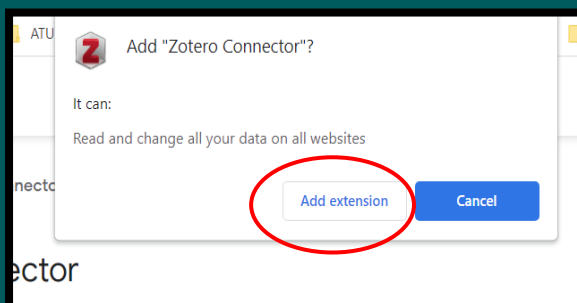 ATU
Z
Add "Zotero Connector"?
It can:
Read and change all your data on all websites
necto
Add extension
Cancel
ector